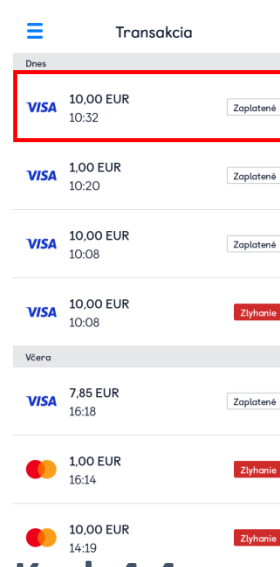 Transakcia
Dnes
VISA 10,00 EUR Zaplatené
10:32
VISA 1,00 EUR Zaplatené
10:20
VISA 10,00 EUR Zaplatené
10:08
VISA 10,00 EUR Zlyhanie
10:08
Včera
VISA 7,85 EUR Zaplatené
16:18
1,00 EUR Zlyhanie
16:14
10,00 EUR Zlyhanie
14:19